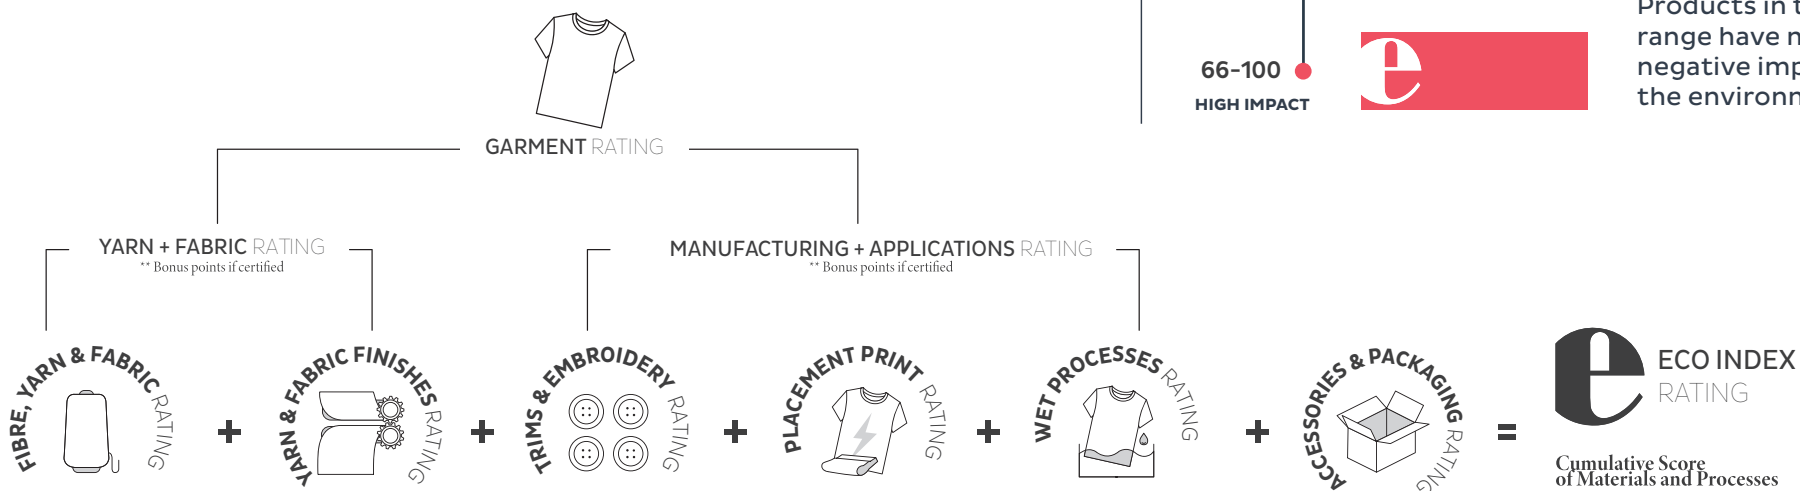 Products in t
range have n
negative imp
the environn
66-100
HIGH IMPACT
GARMENT RATING
YARN + FABRIC RATING
** Bonus points if certified
MANUFACTURING + APPLICATIONS RATING
** Bonus points if certified
FIBRE, YARN & FABRIC RATING
+
YARN & FABRIC FINISHES RATING
+
TRIMS & EMBROIDERY RATING
+
PLACEMENT PRINT RATING
+
WET PROCESSES RATING
+
ACCESSORIES & PACKAGING RATING
=
e
ECO INDEX
RATING
Cumulative Score
of Materials and Processes